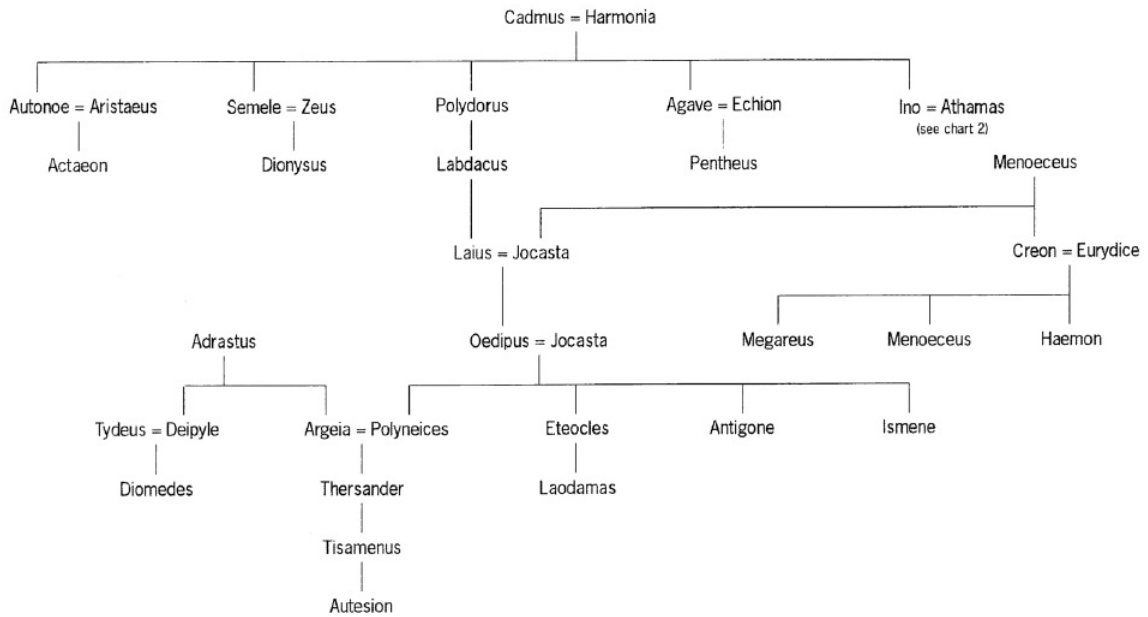 Cadmus = Harmonia
Autonoe = Aristaeus Semele = Zeus Polydorus Agave = Echion Ino = Athamas
(see chart 2)
Actaeon Dionysus Labdacus Pentheus Menoeceus
Laius = Jocasta Creon = Eurydice
Adrastus Oedipus = Jocasta Megareus Menoeceus Haemon
Tydeus = Deipyle Argeia = Polyneices Eteocles Antigone Ismene
Diomedes Thersander Laodamas
Tisamenus
Autesion